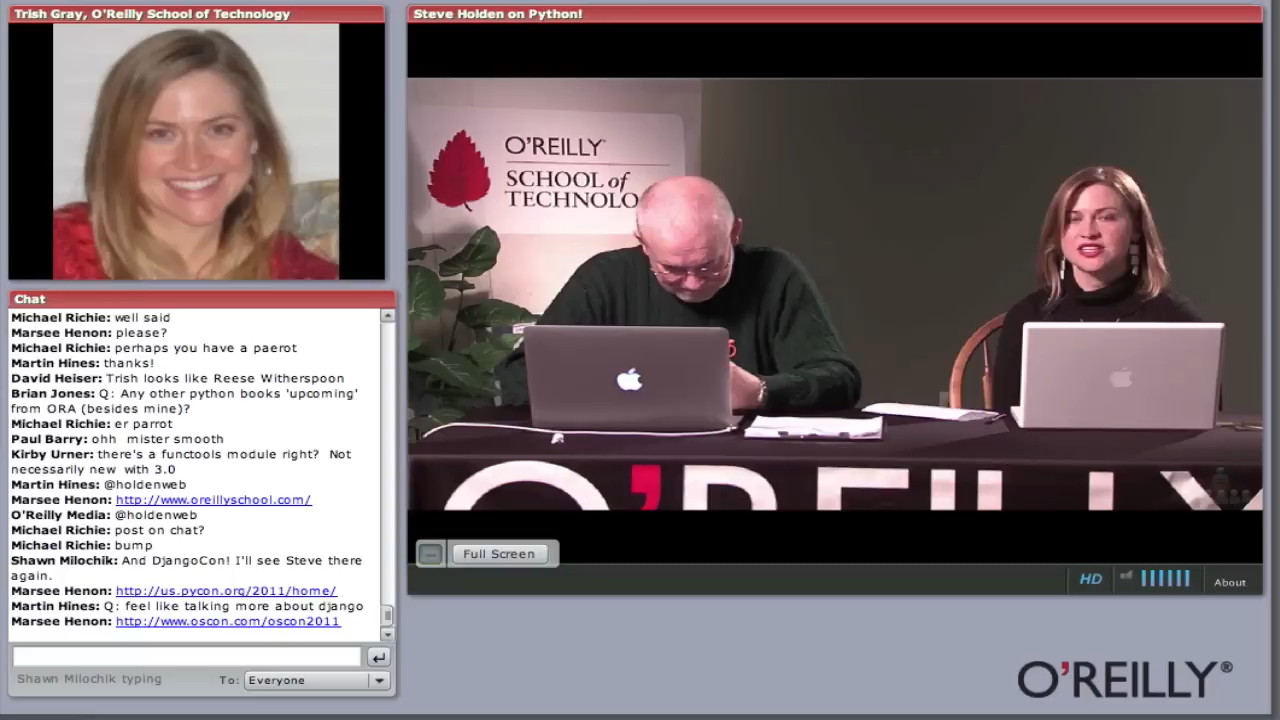 Trish Gray, O'Reilly School of Technology
Steve Holden on Python!
O'REILLY
SCHOOL of
TECHNOLO
O'REILLY
Chat
Michael Richie: well said
Marsee Henon: please?
Michael Richie: perhaps you have a paerot
Martin Hines: thanks!
David Heiser: Trish looks like Reese Witherspoon
Brian Jones: Q: Any other python books 'upcoming'
from ORA (besides mine)?
Michael Richie: er parrot
Paul Barry: ohh mister smooth
Kirby Urner: there's a functools module right? Not
necessarily new with 3.0
Martin Hines: @holdenweb
Marsee Henon: http://www.oreillyschool.com/
O'Reilly Media: @holdenweb
Michael Richie: post on chat?
Michael Richie: bump
Shawn Milochik: And DjangoCon! I'll see Steve there
again.
Marsee Henon: http://us.pycon.org/2011/home/
Martin Hines: Q: feel like talking more about django
Marsee Henon: http://www.oscon.com/oscon2011
Shawn Milochik typing
To: Everyone
Full Screen
HD
About
O'REILLY®